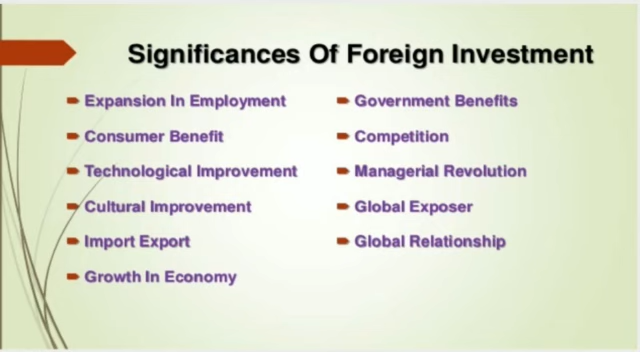 Significances Of Foreign Investment
Expansion In Employment
Consumer Benefit
Technological Improvement
Cultural Improvement
Import Export
Growth In Economy
Government Benefits
Competition
Managerial Revolution
Global Exposer
Global Relationship